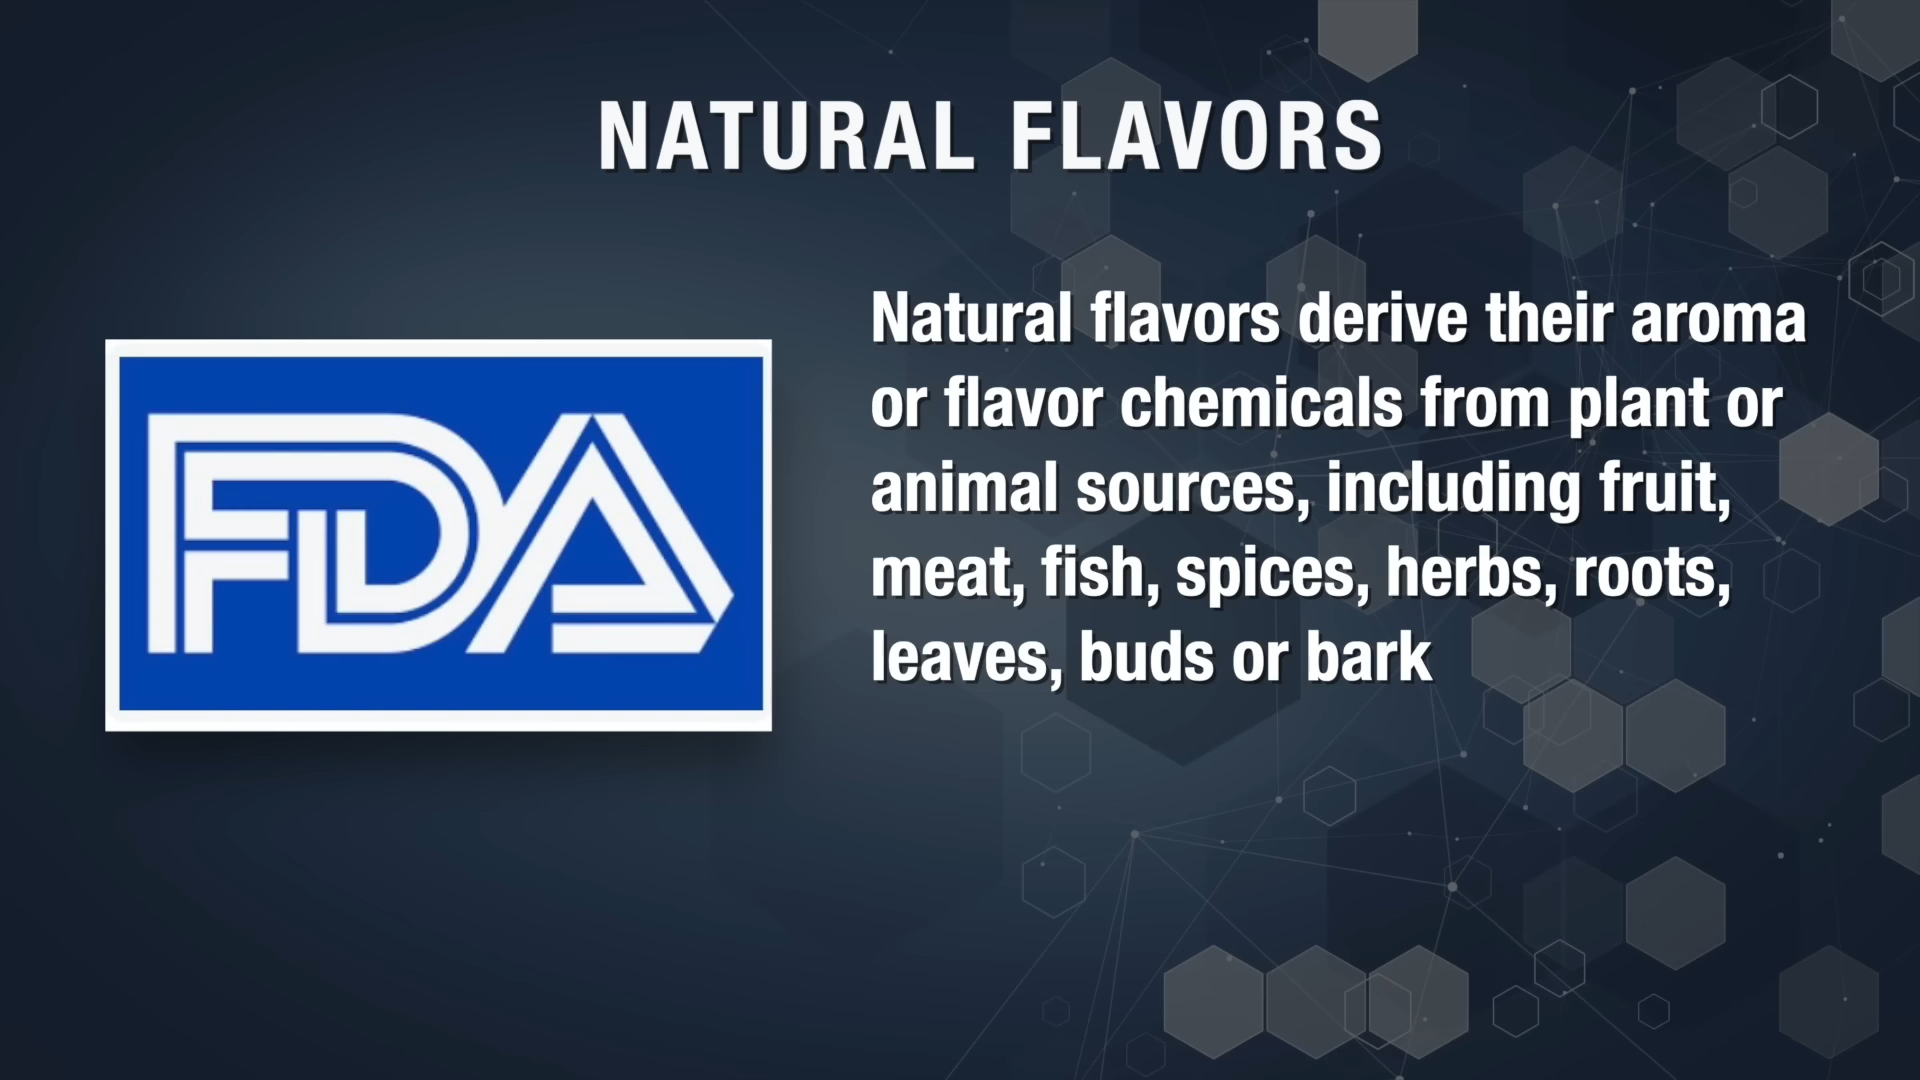 NATURAL FLAVORS
FDA
Natural flavors derive their aroma
or flavor chemicals from plant or
animal sources, including fruit,
meat, fish, spices, herbs, roots,
leaves, buds or bark